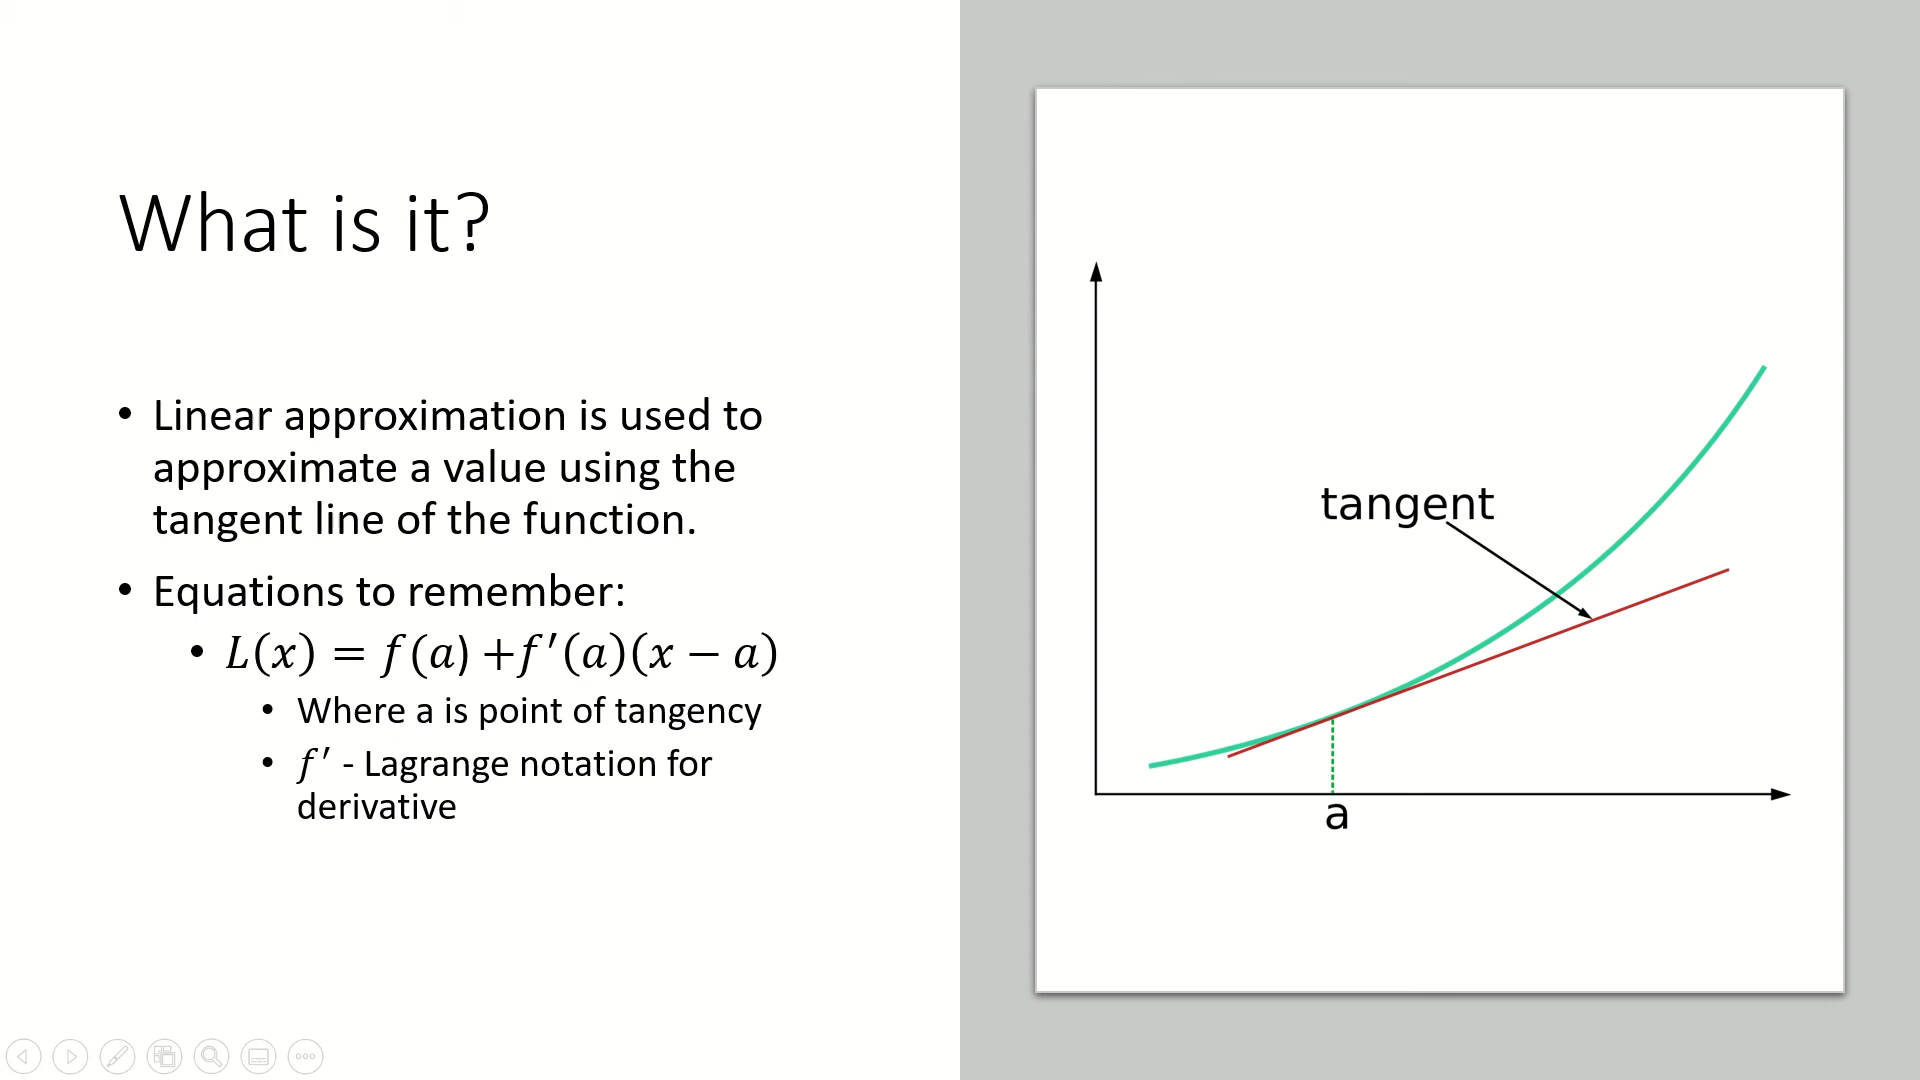 What is it?
• Linear approximation is used to
approximate a value using the
tangent line of the function.
• Equations to remember:
• L(x) = f(a) +f′(a)(x − a)
• Where a is point of tangency
• f′ - Lagrange notation for
derivative
tangent
a